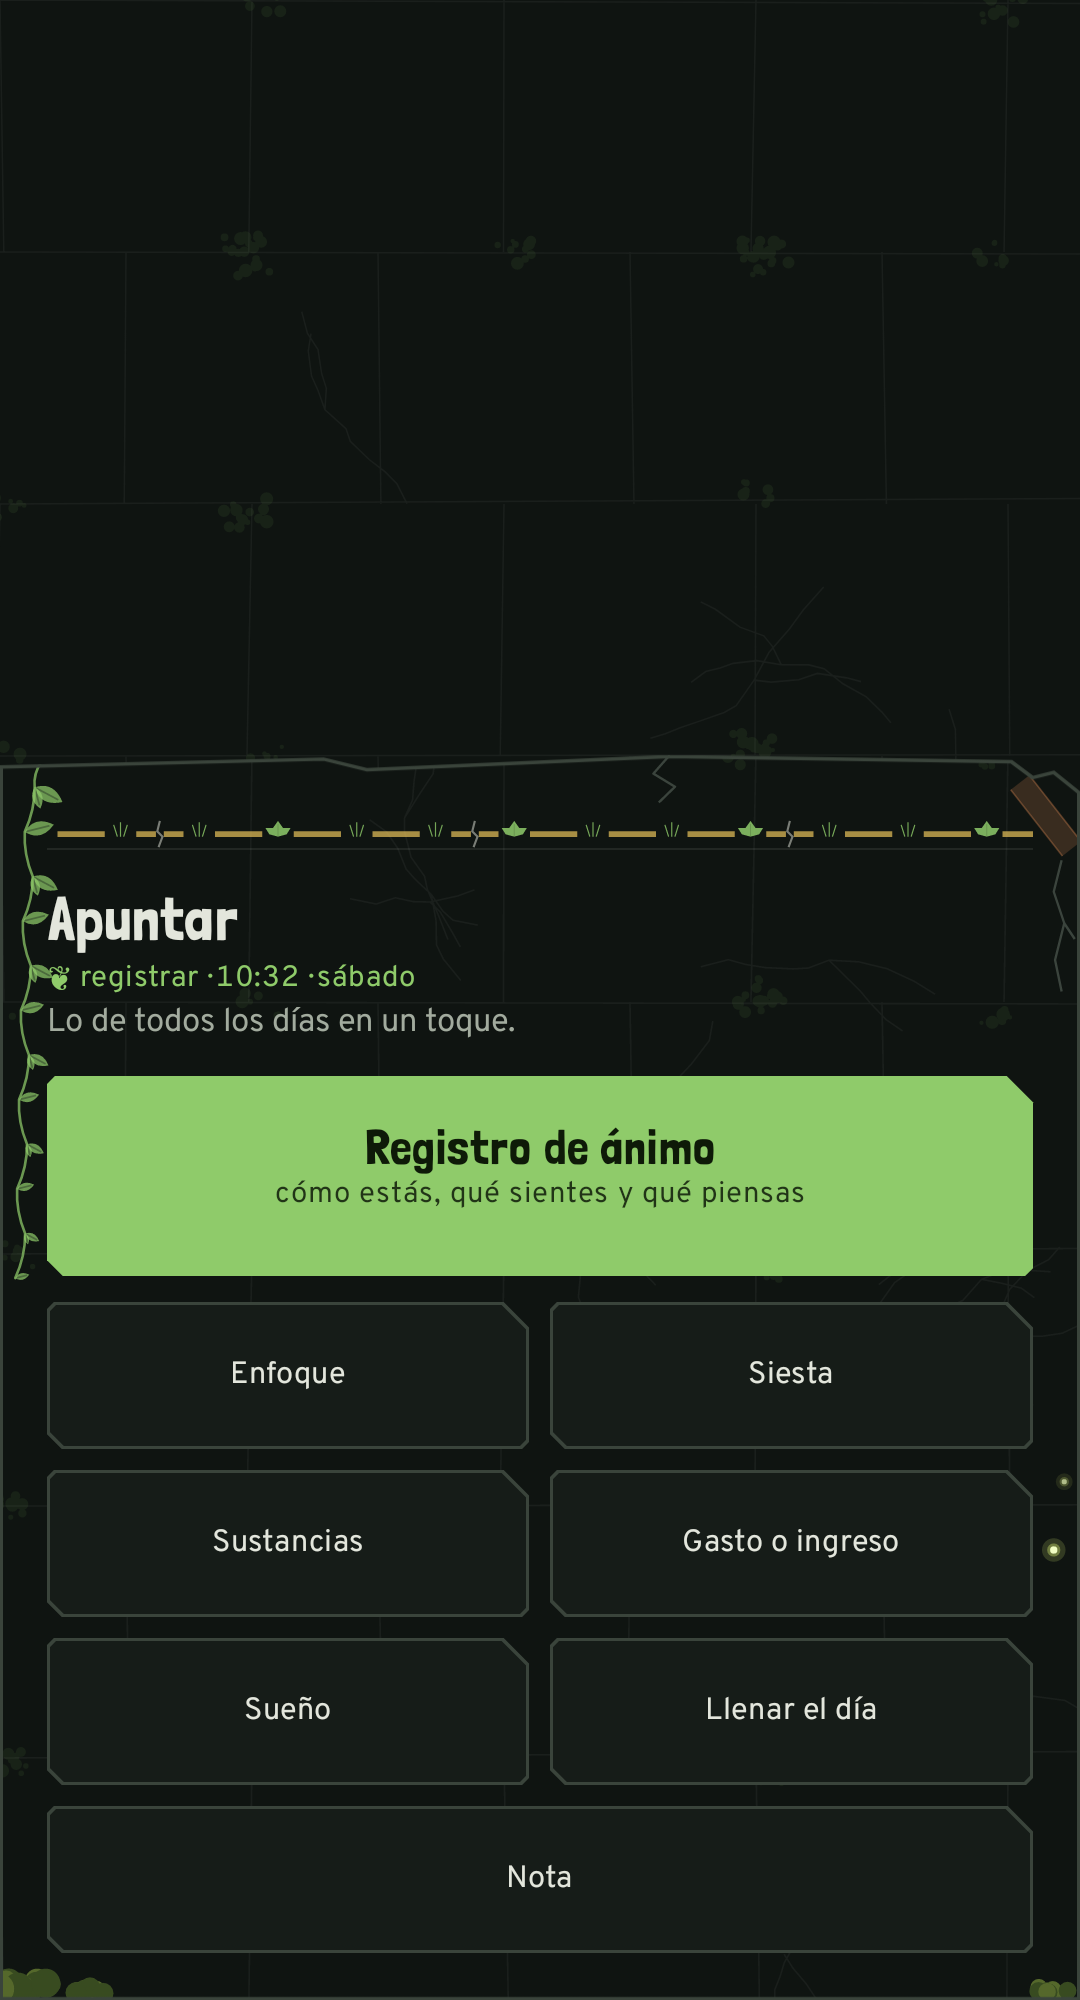 Apuntar
❦ registrar ·10:32 ·sábado
Lo de todos los días en un toque.
Registro de ánimo
cómo estás, qué sientes y qué piensas
Enfoque
Siesta
Sustancias
Gasto o ingreso
Sueño
Llenar el día
Nota